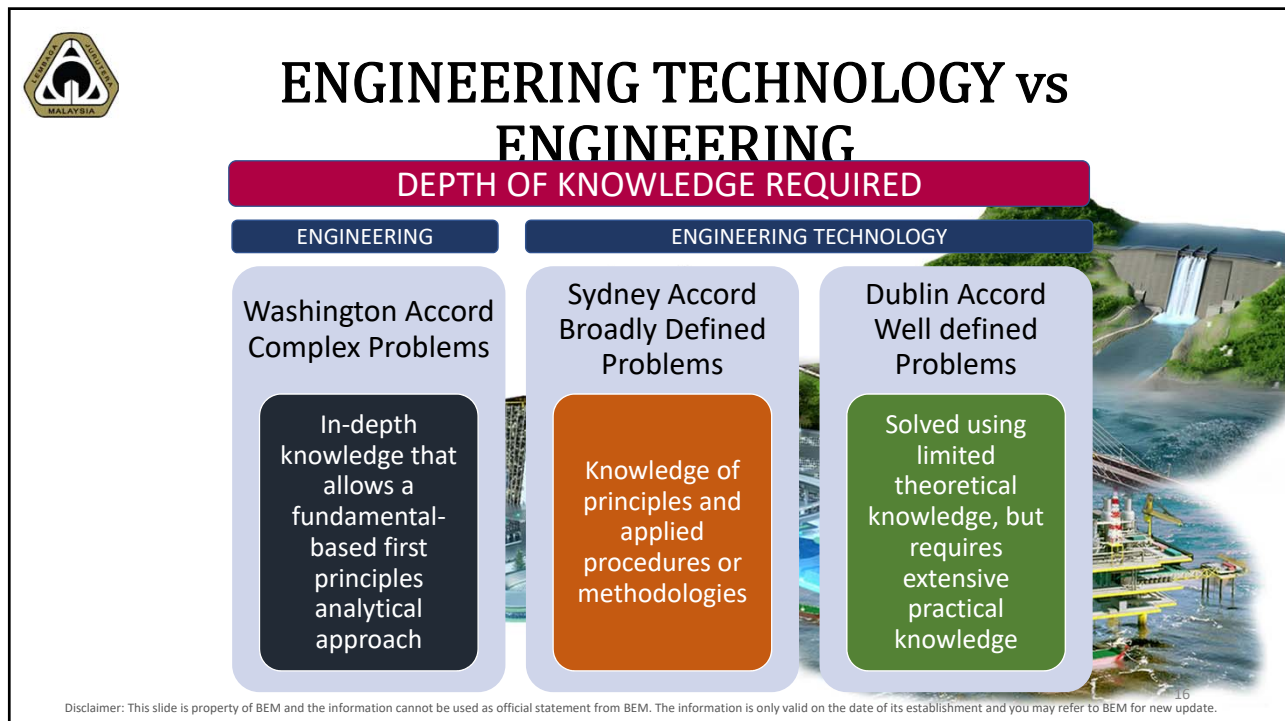 LEMBAGA JURUTERA
MALAYSIA
ENGINEERING TECHNOLOGY vs
ENGINEERING
DEPTH OF KNOWLEDGE REQUIRED
ENGINEERING
ENGINEERING TECHNOLOGY
Washington Accord
Complex Problems
In-depth
knowledge that
allows a
fundamental-
based first
principles
analytical
approach
Sydney Accord
Broadly Defined
Problems
Knowledge of
principles and
applied
procedures or
methodologies
Dublin Accord
Well defined
Problems
Solved using
limited
theoretical
knowledge, but
requires
extensive
practical
knowledge
16
Disclaimer: This slide is property of BEM and the information cannot be used as official statement from BEM. The information is only valid on the date of its establishment and you may refer to BEM for new update.